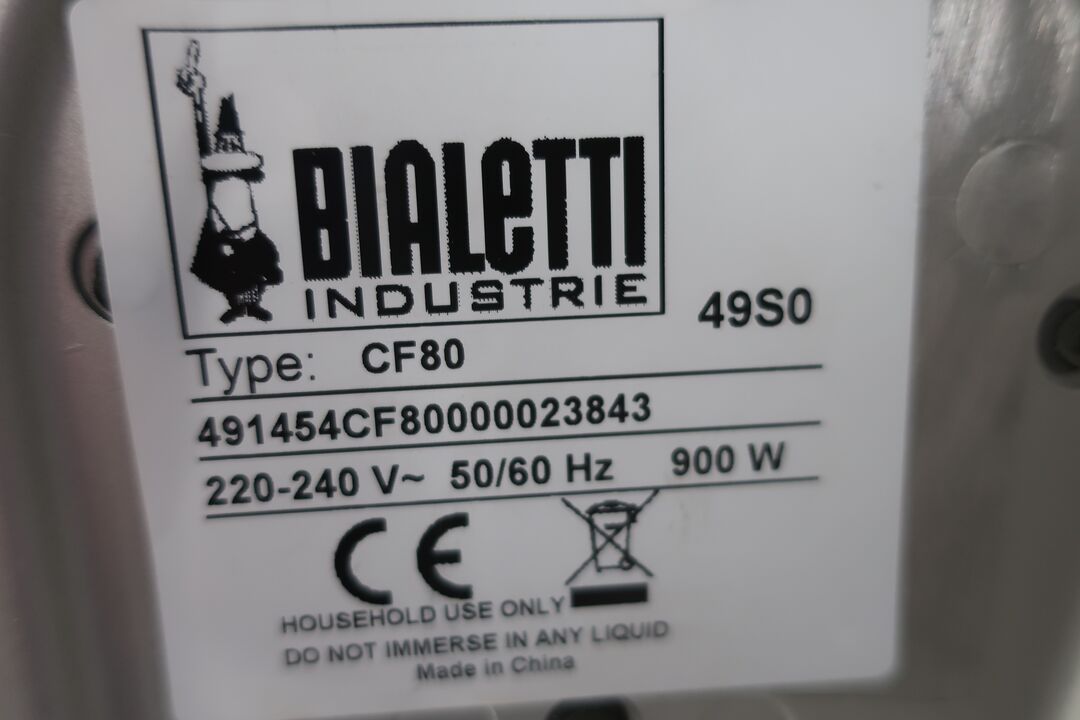 BIALETTI
INDUSTRIE
49S0
Type: CF80
491454CF80000023843
220-240 V~ 50/60 Hz 900 W
CE
HOUSEHOLD USE ONLY
DO NOT IMMERSE IN ANY LIQUID
Made in China